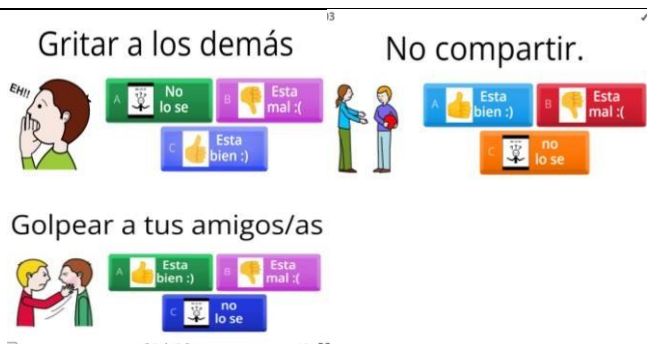 Gritar a los demás
EH!!
A No
lo se
B Esta
mal :(
C Esta
bien :)
No compartir.
A Esta
bien :)
B Esta
mal :(
C no
lo se
Golpear a tus amigos/as
A Esta
bien :)
B Esta
mal :(
C no
lo se